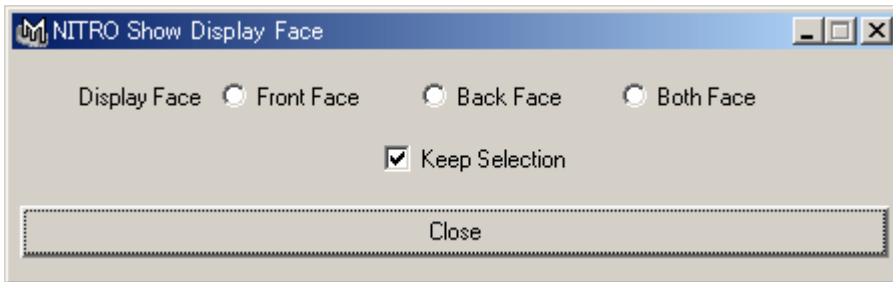 NITRO Show Display Face
Display Face Front Face Back Face Both Face
Keep Selection
Close